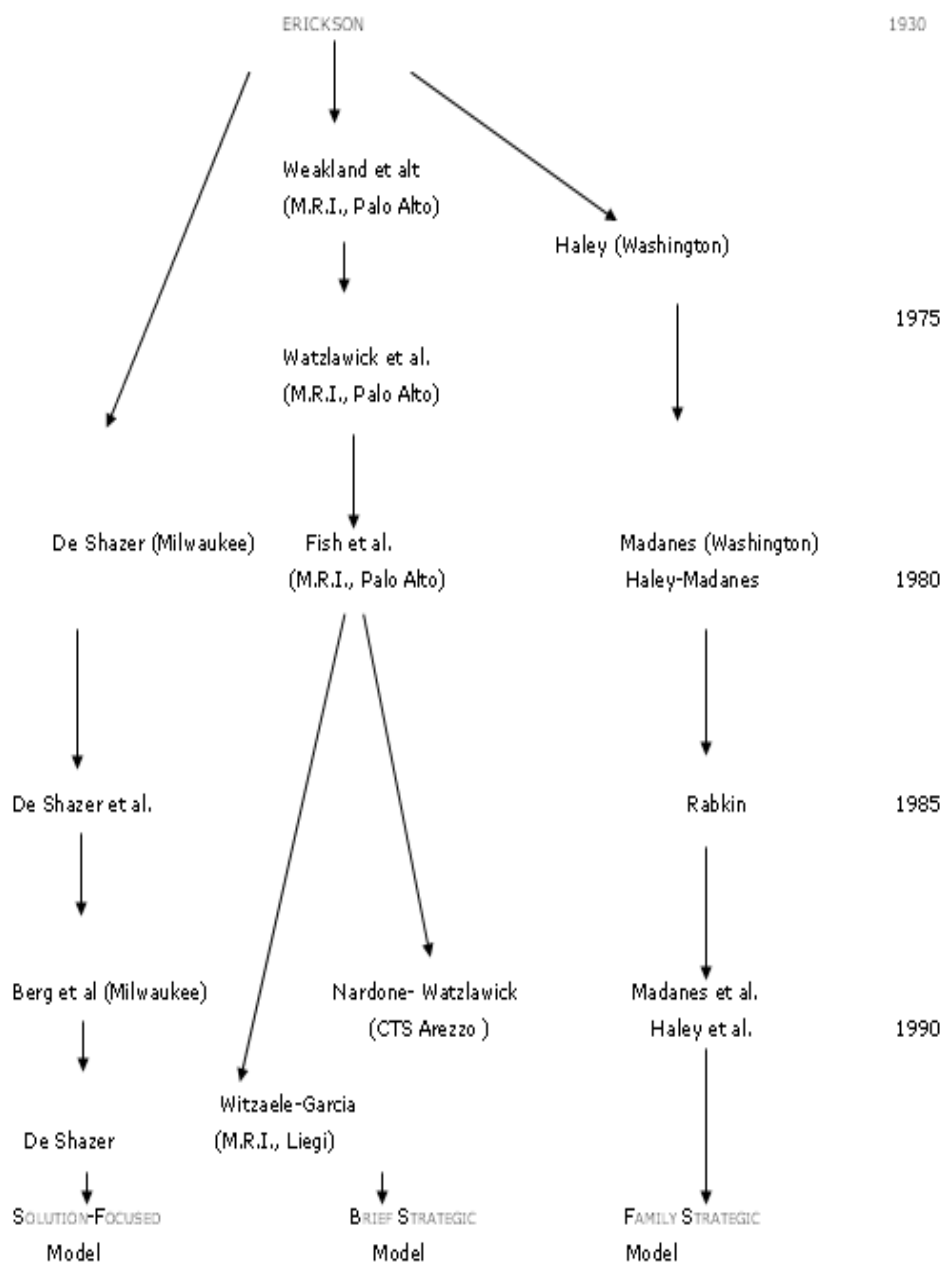 ERICKSON 1930
Weakland et alt
(M.R.I., Palo Alto)
Haley (Washington)
1975
Watzlawick et al.
(M.R.I., Palo Alto)
De Shazer (Milwaukee) Fish et al. Madanes (Washington)
(M.R.I., Palo Alto) Haley-Madanes 1980
De Shazer et al. Rabkin 1985
Berg et al (Milwaukee) Nardone- Watzlawick Madanes et al.
(CTS Arezzo ) Haley et al. 1990
Witzaele-Garcia
De Shazer (M.R.I., Liegi)
SOLUTION-FOCUSED BRIEF STRATEGIC FAMILY STRATEGIC
Model Model Model